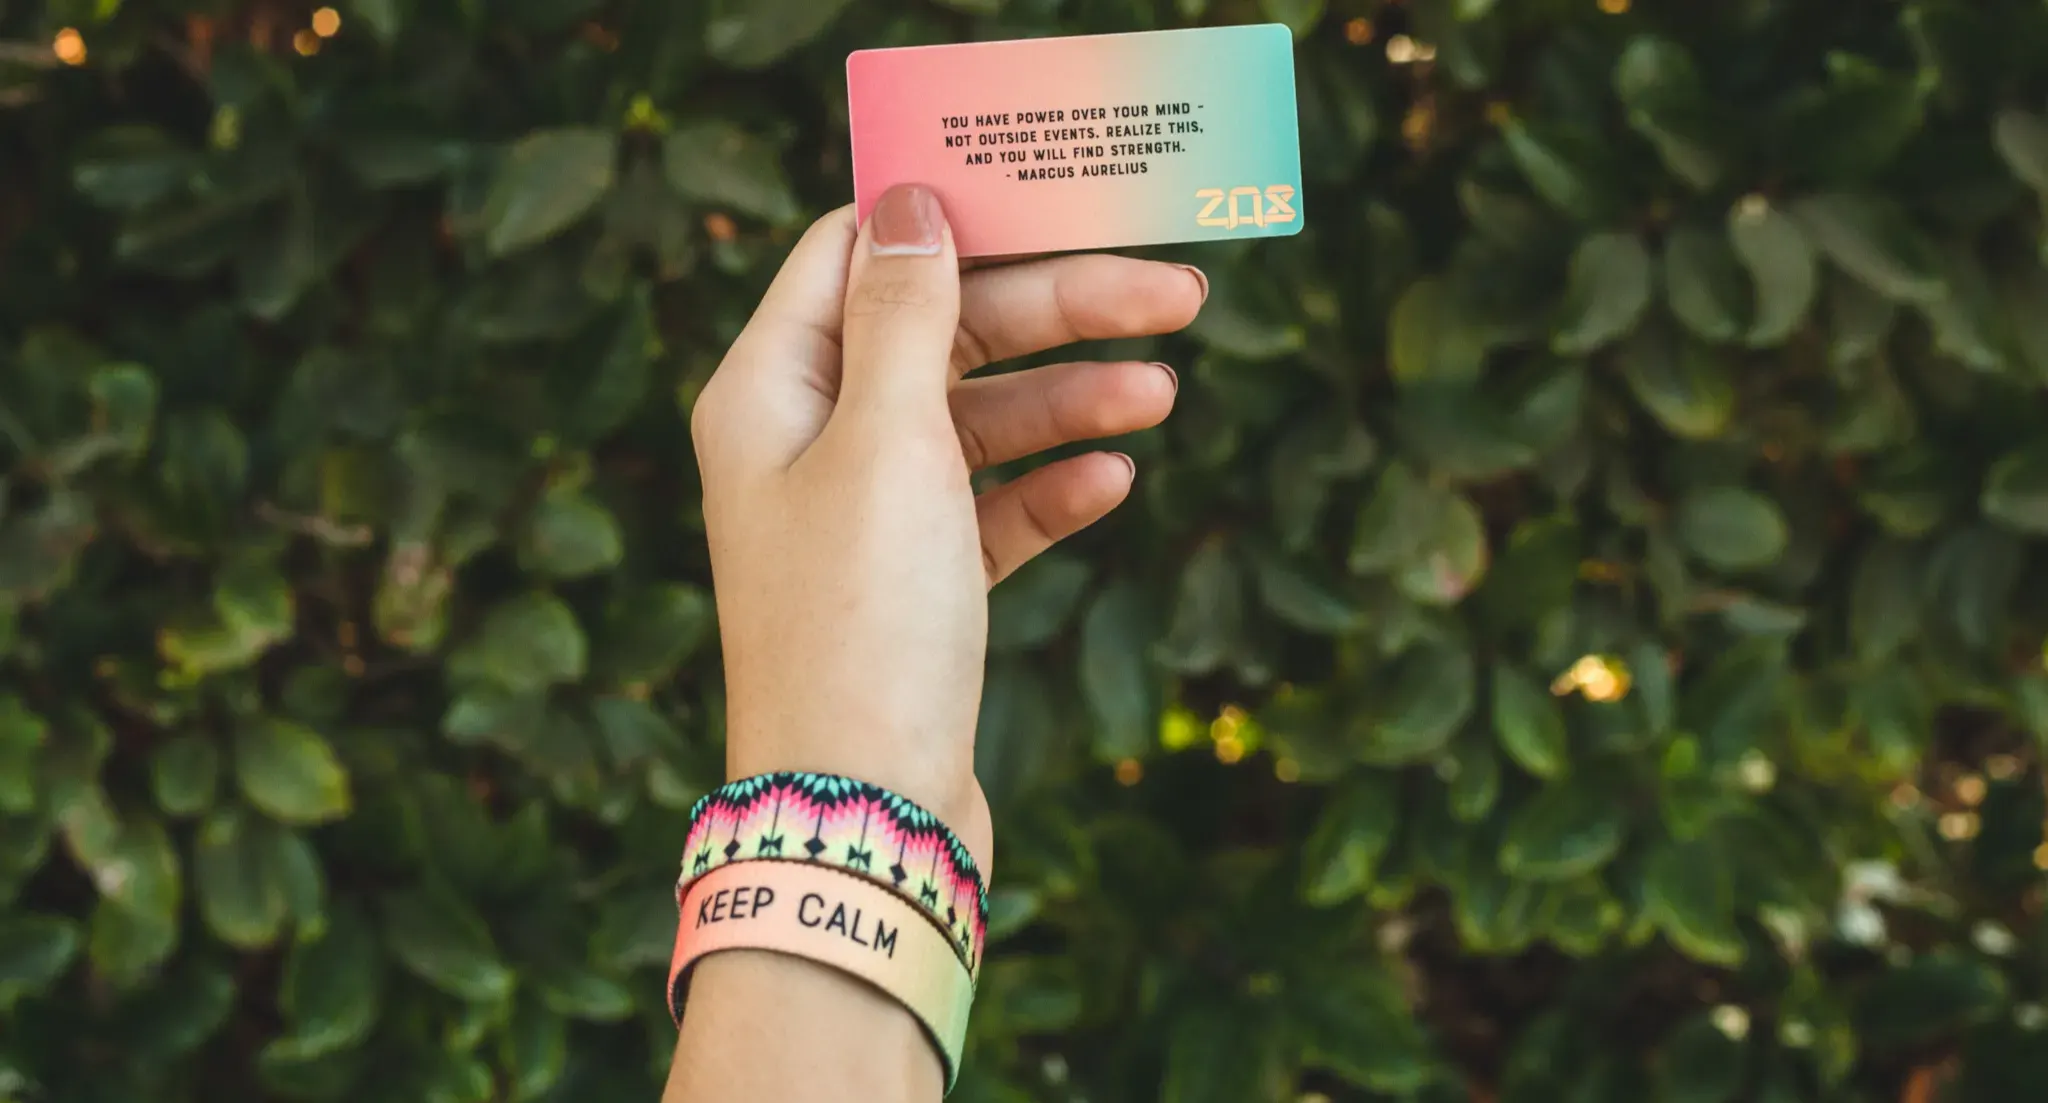 YOU HAVE POWER OVER YOUR MIND -
NOT OUTSIDE EVENTS. REALIZE THIS,
AND YOU WILL FIND STRENGTH.
- MARCUS AURELIUS
KEEP CALM